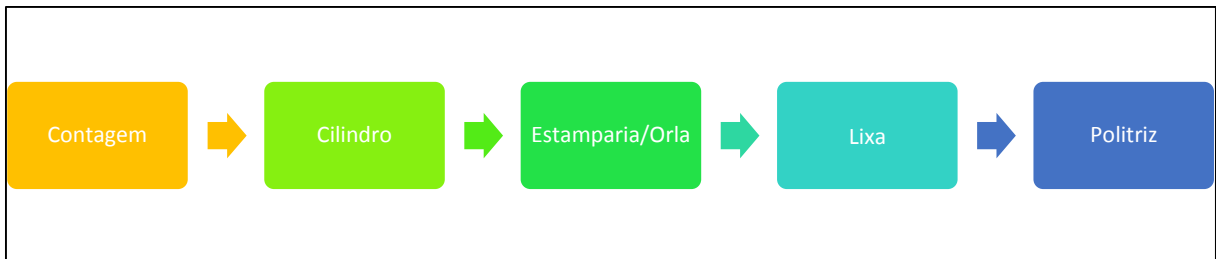 Contagem
Cilindro
Estamparia/Orla
Lixa
Politriz